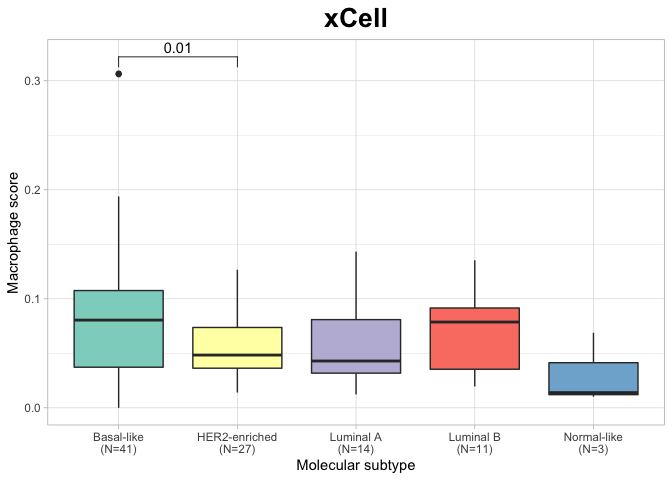 xCell
0.01
0.3
0.2
0.1
0.0
Macrophage score
Basal-like
(N=41)
HER2-enriched
(N=27)
Luminal A
(N=14)
Luminal B
(N=11)
Normal-like
(N=3)
Molecular subtype